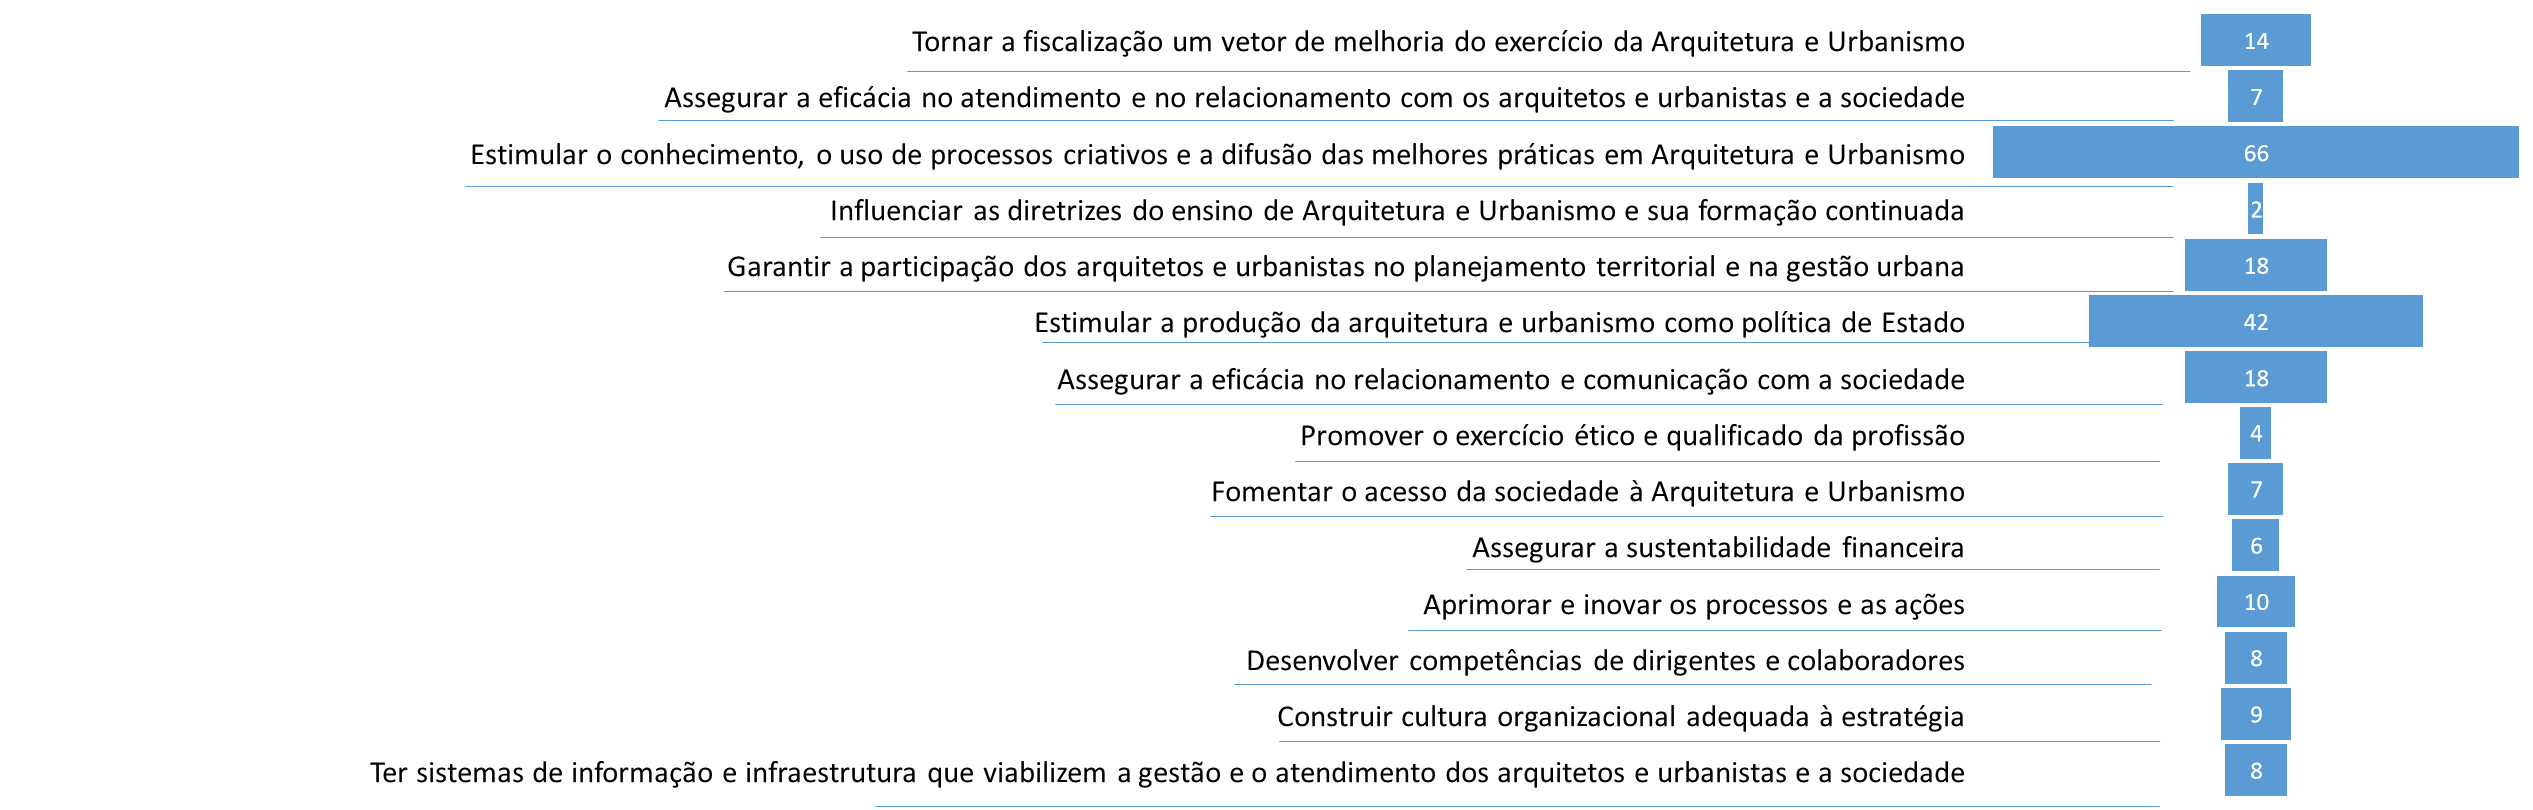 Tornar a fiscalização um vetor de melhoria do exercício da Arquitetura e Urbanismo 14
Assegurar a eficácia no atendimento e no relacionamento com os arquitetos e urbanistas e a sociedade 7
Estimular o conhecimento, o uso de processos criativos e a difusão das melhores práticas em Arquitetura e Urbanismo 66
Influenciar as diretrizes do ensino de Arquitetura e Urbanismo e sua formação continuada 2
Garantir a participação dos arquitetos e urbanistas no planejamento territorial e na gestão urbana 18
Estimular a produção da arquitetura e urbanismo como política de Estado 42
Assegurar a eficácia no relacionamento e comunicação com a sociedade 18
Promover o exercício ético e qualificado da profissão 4
Fomentar o acesso da sociedade à Arquitetura e Urbanismo 7
Assegurar a sustentabilidade financeira 6
Aprimorar e inovar os processos e as ações 10
Desenvolver competências de dirigentes e colaboradores 8
Construir cultura organizacional adequada à estratégia 9
Ter sistemas de informação e infraestrutura que viabilizem a gestão e o atendimento dos arquitetos e urbanistas e a sociedade 8